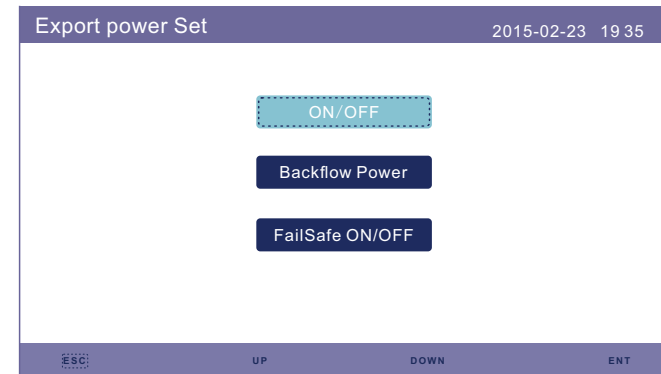 Export power Set 2015-02-23 19 35
ON/OFF
Backflow Power
FailSafe ON/OFF
ESC UP DOWN ENT